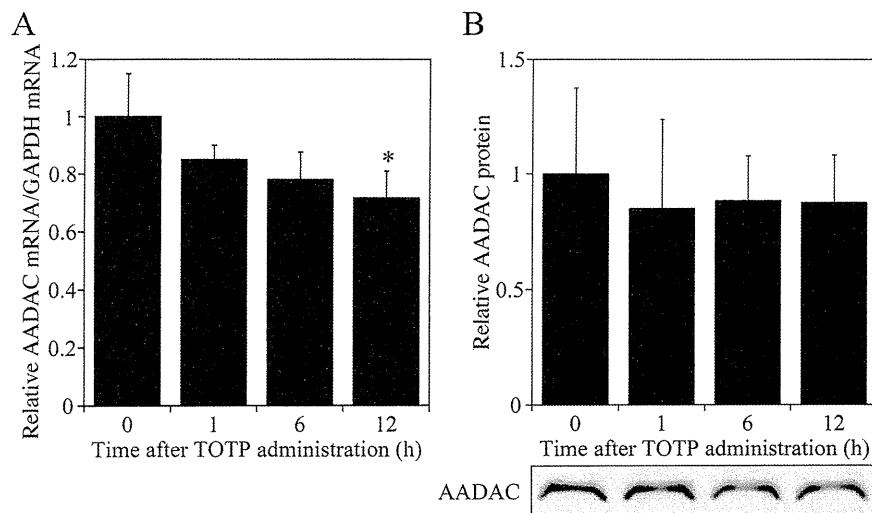 A
Relative AADAC mRNA/GAPDH mRNA
1.2
1
0.8
0.6
0.4
0.2
0
*
0 1 6 12
Time after TOTP administration (h)
B
Relative AADAC protein
1.5
1
0.5
0
0 1 6 12
Time after TOTP administration (h)
AADAC